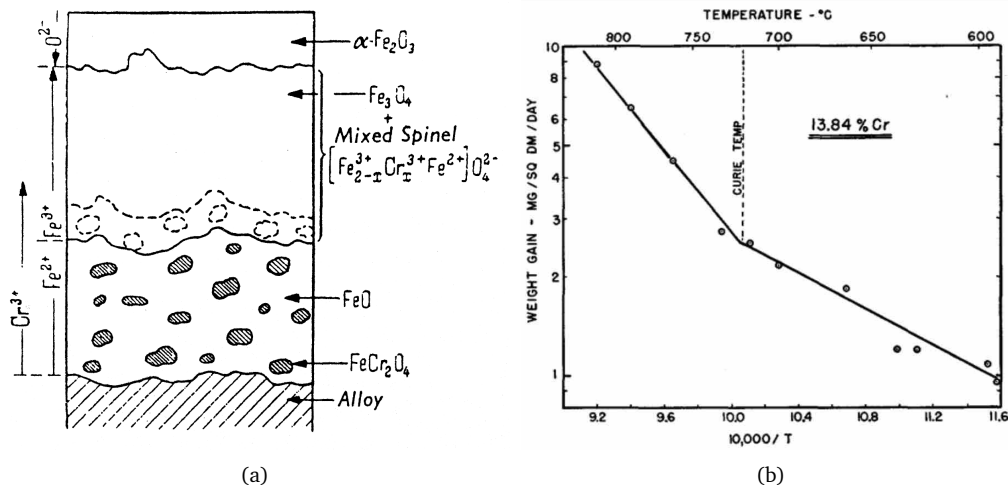 O²⁻
α-Fe₂O₃
Fe₃O₄
+
Mixed Spinel
[Fe³⁺₂₋ₓCrₓ³⁺Fe²⁺]O₄²⁻
Cr³⁺
Fe²⁺
Fe³⁺
FeO
FeCr₂O₄
Alloy
(a)
TEMPERATURE - °C
800 750 700 650 600
WEIGHT GAIN - MG/SQ DM/DAY
10
8
6
5
4
3
2
1
13.84 % Cr
CURIE TEMP
9.2 9.6 10.0 10.4 10.8 11.2 11.6
10,000/T
(b)